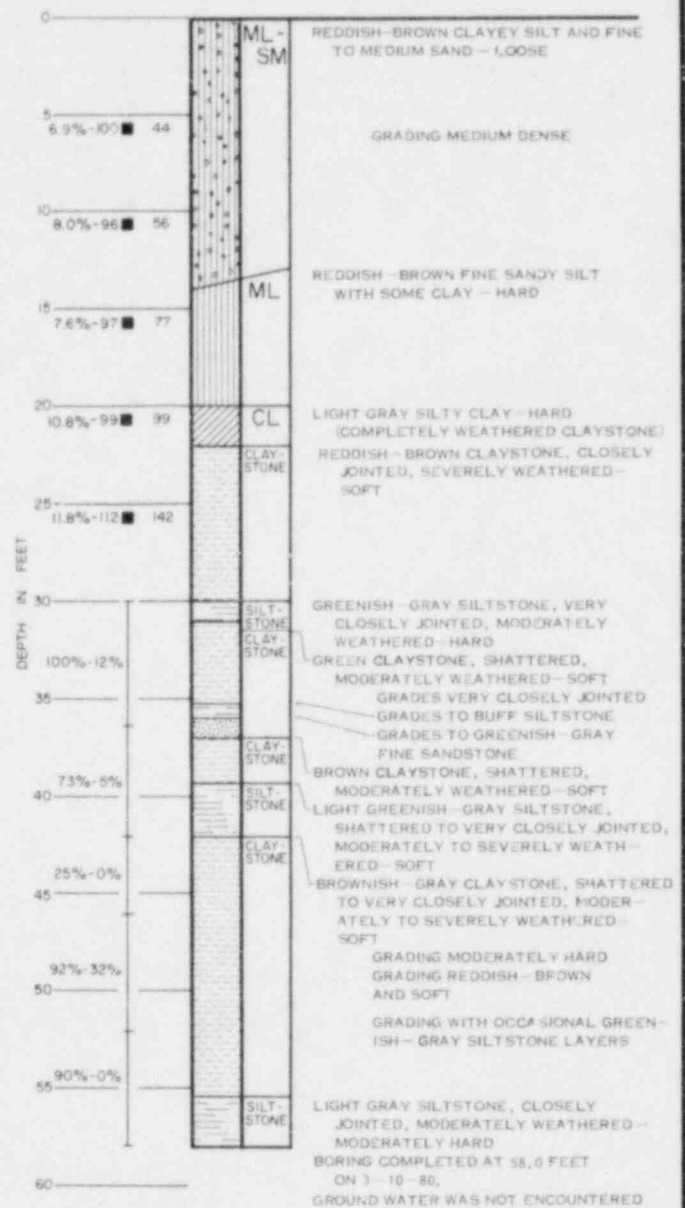 0
ML-
SM
REDDISH-BROWN CLAYEY SILT AND FINE
TO MEDIUM SAND - LOOSE
5
6.9%-100 ■ 44
GRADING MEDIUM DENSE
10
8.0%-96 ■ 56
REDDISH-BROWN FINE SANDY SILT
WITH SOME CLAY - HARD
ML
15
7.6%-97 ■ 77
20
10.8%-99 ■ 99
CL
LIGHT GRAY SILTY CLAY - HARD
(COMPLETELY WEATHERED CLAYSTONE)
CLAY-
STONE
REDDISH-BROWN CLAYSTONE, CLOSELY
JOINTED, SEVERELY WEATHERED-
SOFT
25
11.8%-112 ■ 142
DEPTH IN FEET
30
SILT-
STONE
GREENISH-GRAY SILTSTONE, VERY
CLOSELY JOINTED, MODERATELY
WEATHERED-HARD
CLAY-
STONE
GREEN CLAYSTONE, SHATTERED,
MODERATELY WEATHERED-SOFT
100%-12%
GRADES VERY CLOSELY JOINTED
35
GRADES TO BUFF SILTSTONE
GRADES TO GREENISH-GRAY
FINE SANDSTONE
CLAY-
STONE
BROWN CLAYSTONE, SHATTERED,
MODERATELY WEATHERED-SOFT
73%-5%
40
SILT-
STONE
LIGHT GREENISH-GRAY SILTSTONE,
SHATTERED TO VERY CLOSELY JOINTED,
MODERATELY TO SEVERELY WEATH-
ERED-SOFT
CLAY-
STONE
BROWNISH-GRAY CLAYSTONE, SHATTERED
TO VERY CLOSELY JOINTED, MODER-
ATELY TO SEVERELY WEATHERED-
SOFT
25%-0%
45
GRADING MODERATELY HARD
92%-32%
GRADING REDDISH-BROWN
AND SOFT
50
GRADING WITH OCCASIONAL GREEN-
ISH-GRAY SILTSTONE LAYERS
90%-0%
55
SILT-
STONE
LIGHT GRAY SILTSTONE, CLOSELY
JOINTED, MODERATELY WEATHERED-
MODERATELY HARD
BORING COMPLETED AT 58.0 FEET
ON 3-10-80.
60
GROUND WATER WAS NOT ENCOUNTERED